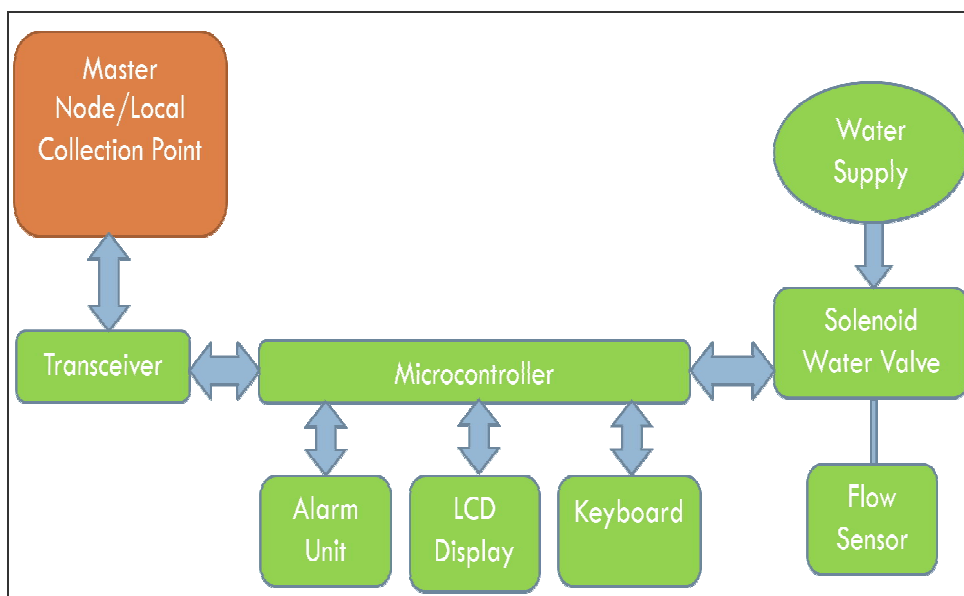 Master
Node/Local
Collection Point
Water
Supply
Transceiver
Microcontroller
Solenoid
Water Valve
Alarm
Unit
LCD
Display
Keyboard
Flow
Sensor